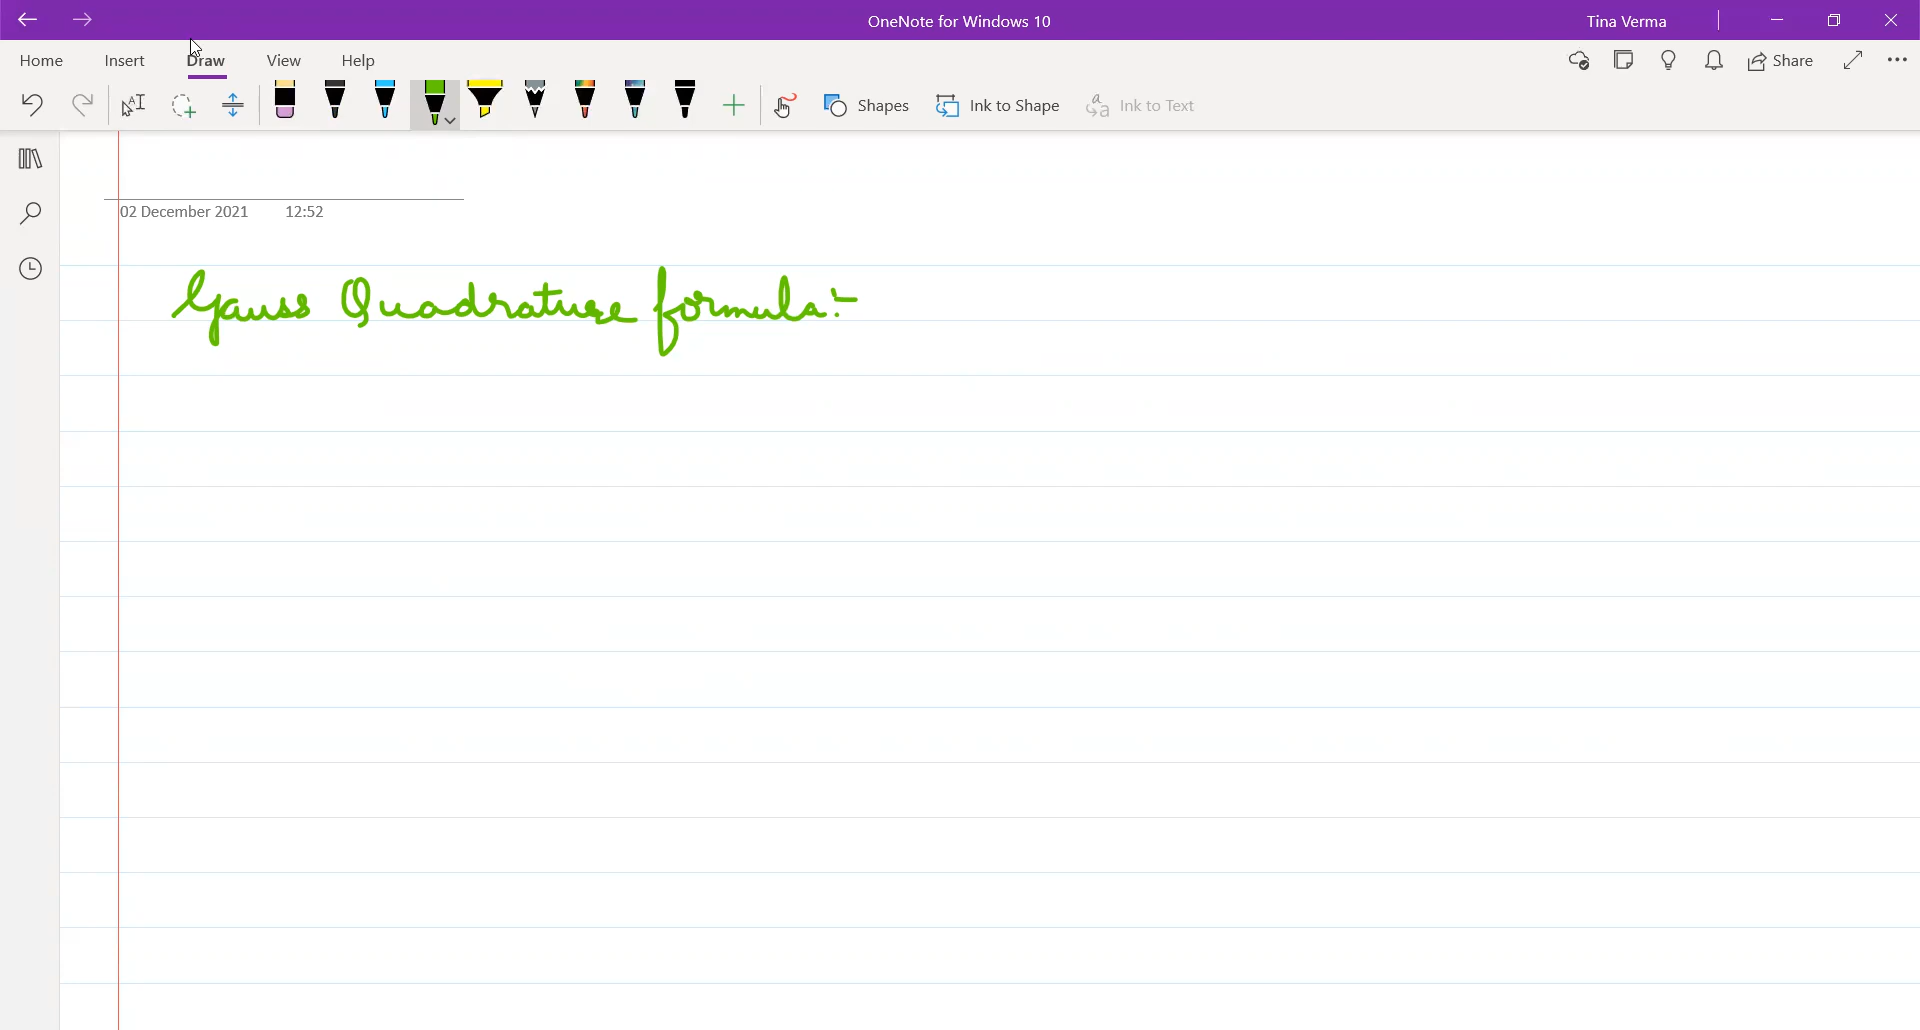 OneNote for Windows 10
Tina Verma
Home Insert Draw View Help
Share
Shapes Ink to Shape Ink to Text
02 December 2021 12:52
Gauss Quadrature formula:-